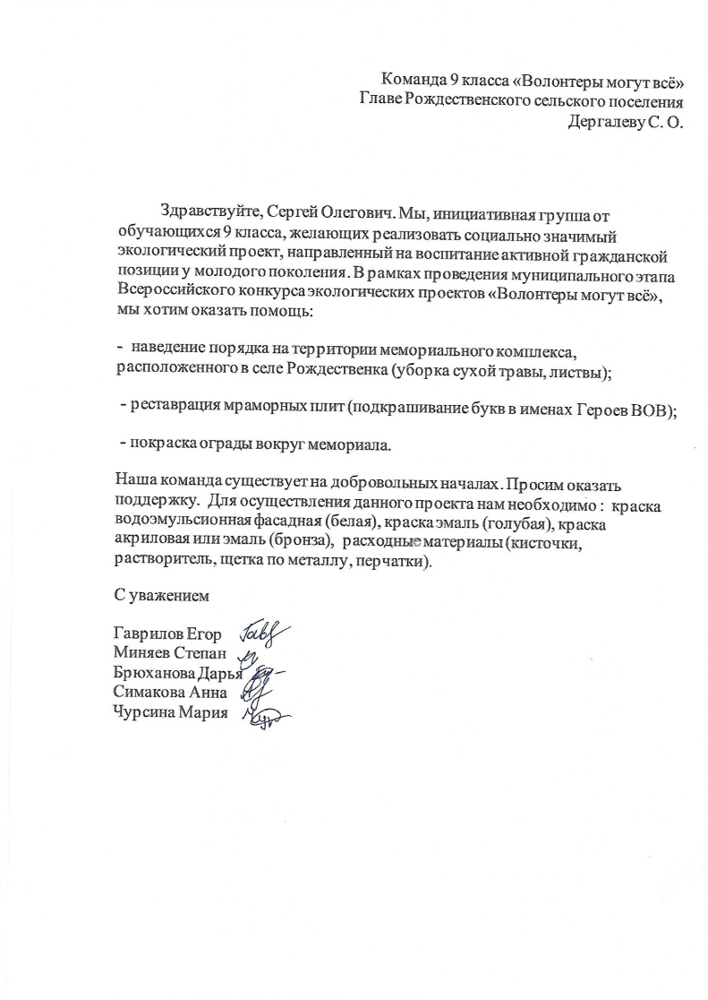 Команда 9 класса «Волонтеры могут всё»
Главе Рождественского сельского поселения
Дергалеву С. О.
Здравствуйте, Сергей Олегович. Мы, инициативная группа от
обучающихся 9 класса, желающих реализовать социально значимый
экологический проект, направленный на воспитание активной гражданской
позиции у молодого поколения. В рамках проведения муниципального этапа
Всероссийского конкурса экологических проектов «Волонтеры могут всё»,
мы хотим оказать помощь:
- наведение порядка на территории мемориального комплекса,
расположенного в селе Рождественка (уборка сухой травы, листвы);
- реставрация мраморных плит (подкрашивание букв в именах Героев ВОВ);
- покраска ограды вокруг мемориала.
Наша команда существует на добровольных началах. Просим оказать
поддержку. Для осуществления данного проекта нам необходимо : краска
водоэмульсионная фасадная (белая), краска эмаль (голубая), краска
акриловая или эмаль (бронза), расходные материалы (кисточки,
растворитель, щетка по металлу, перчатки).
С уважением
Гаврилов Егор
Миняев Степан
Брюханова Дарья
Симакова Анна
Чурсина Мария